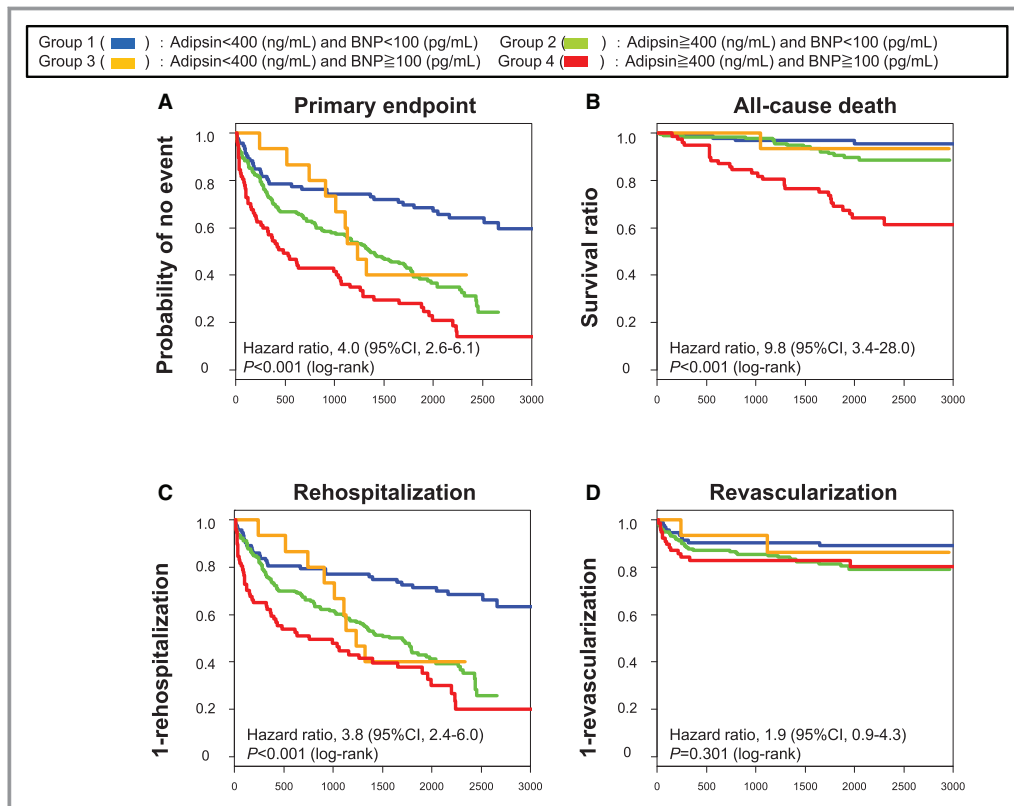 Group 1 ( ) : Adipsin<400 (ng/mL) and BNP<100 (pg/mL) Group 2 ( ) : Adipsin≧400 (ng/mL) and BNP<100 (pg/mL)
Group 3 ( ) : Adipsin<400 (ng/mL) and BNP≧100 (pg/mL) Group 4 ( ) : Adipsin≧400 (ng/mL) and BNP≧100 (pg/mL)
A Primary endpoint
Probability of no event
1.0
0.8
0.6
0.4
0.2
0
Hazard ratio, 4.0 (95%CI, 2.6-6.1)
P<0.001 (log-rank)
0 500 1000 1500 2000 2500 3000
B All-cause death
Survival ratio
1.0
0.8
0.6
0.4
0.2
0
Hazard ratio, 9.8 (95%CI, 3.4-28.0)
P<0.001 (log-rank)
0 500 1000 1500 2000 2500 3000
C Rehospitalization
1-rehospitalization
1.0
0.8
0.6
0.4
0.2
0
Hazard ratio, 3.8 (95%CI, 2.4-6.0)
P<0.001 (log-rank)
0 500 1000 1500 2000 2500 3000
D Revascularization
1-revascularization
1.0
0.8
0.6
0.4
0.2
0
Hazard ratio, 1.9 (95%CI, 0.9-4.3)
P=0.301 (log-rank)
0 500 1000 1500 2000 2500 3000